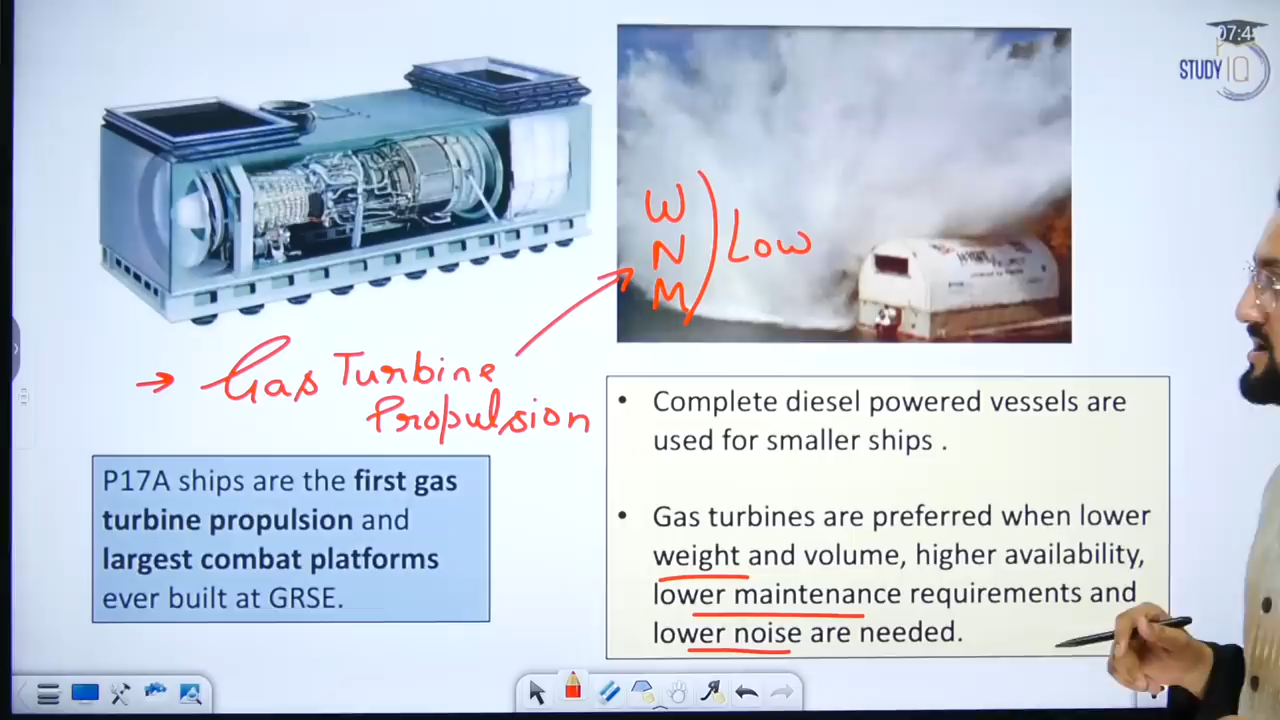 07:4
STUDY IQ
W
N
M
Low
→ Gas Turbine
Propulsion
P17A ships are the first gas
turbine propulsion and
largest combat platforms
ever built at GRSE.
• Complete diesel powered vessels are
used for smaller ships .
• Gas turbines are preferred when lower
weight and volume, higher availability,
lower maintenance requirements and
lower noise are needed.